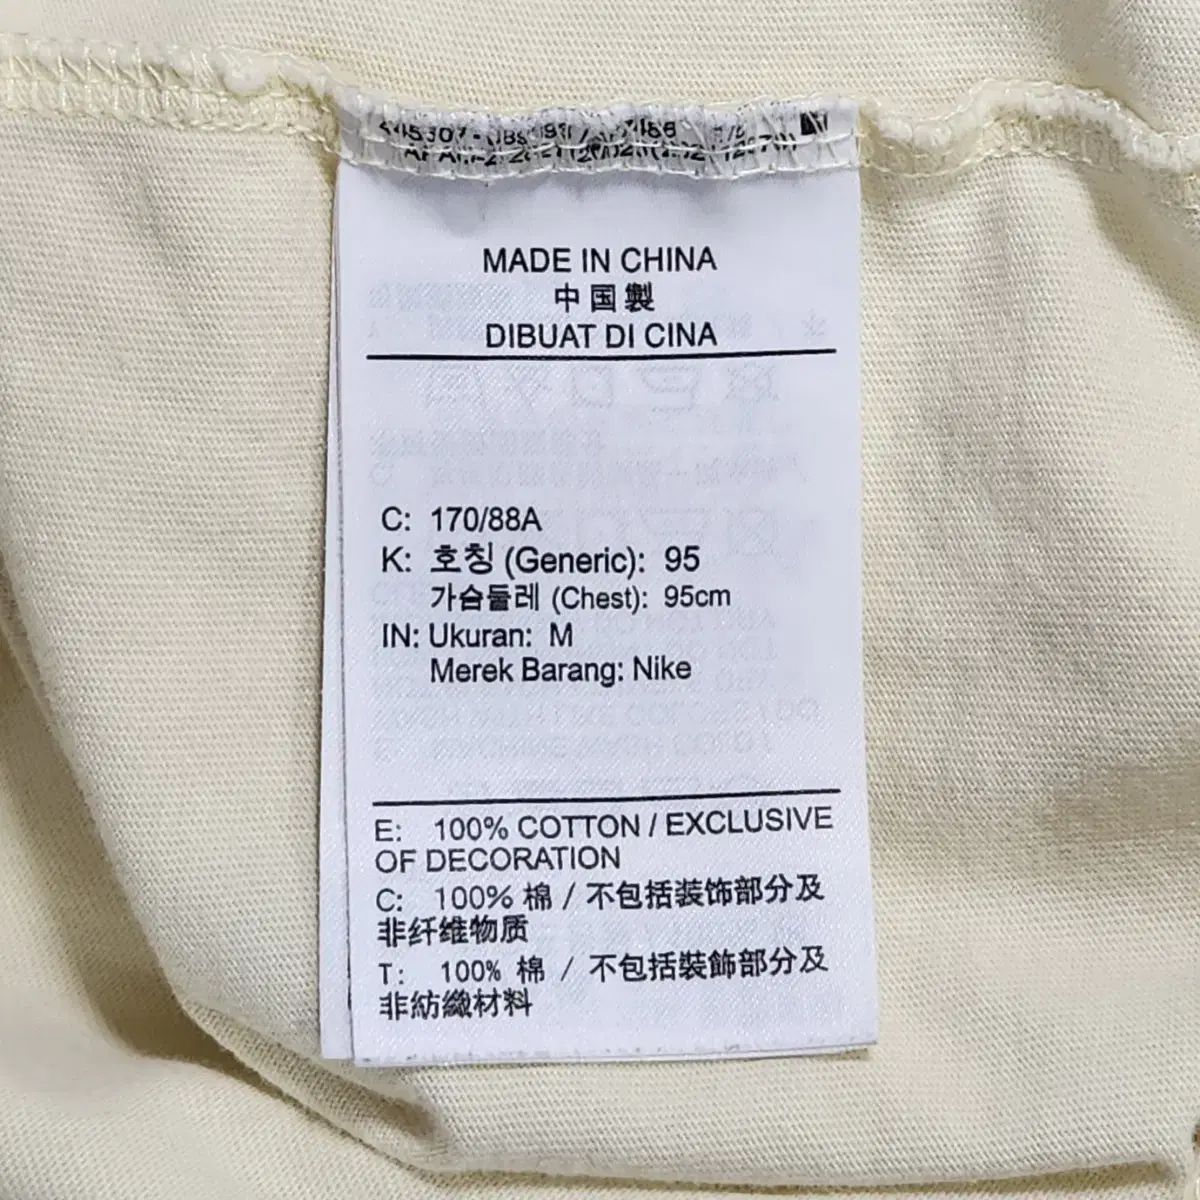 MADE IN CHINA
中国製
DIBUAT DI CINA
C: 170/88A
K: 호칭 (Generic): 95
가슴둘레 (Chest): 95cm
IN: Ukuran: M
Merek Barang: Nike
E: 100% COTTON / EXCLUSIVE
OF DECORATION
C: 100% 棉 / 不包括装饰部分及
非纤维物质
T: 100% 棉 / 不包括裝飾部分及
非紡織材料